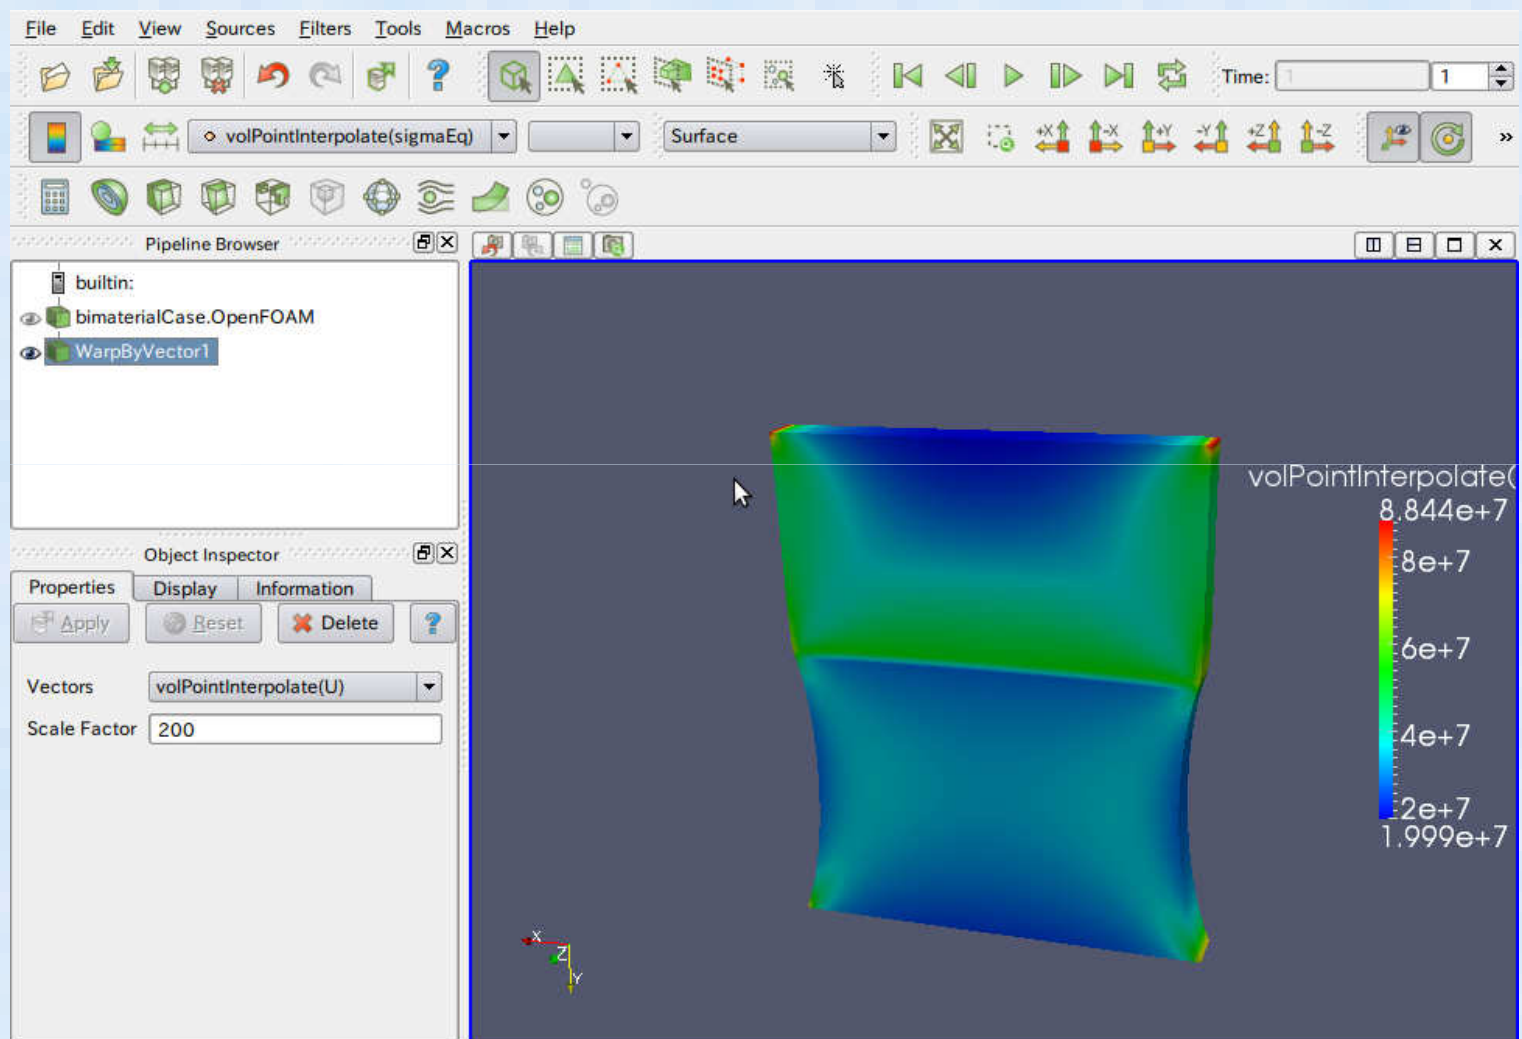 File Edit View Sources Filters Tools Macros Help
Time: 1 1
volPointInterpolate(sigmaEq) Surface +X -X +Y -Y +Z -Z »
Pipeline Browser
builtin:
bimaterialCase.OpenFOAM
WarpByVector1
Object Inspector
Properties Display Information
Apply Reset Delete ?
Vectors volPointInterpolate(U)
Scale Factor 200
volPointInterpolate(
8.844e+7
8e+7
6e+7
4e+7
2e+7
1.999e+7
X
Z
Y